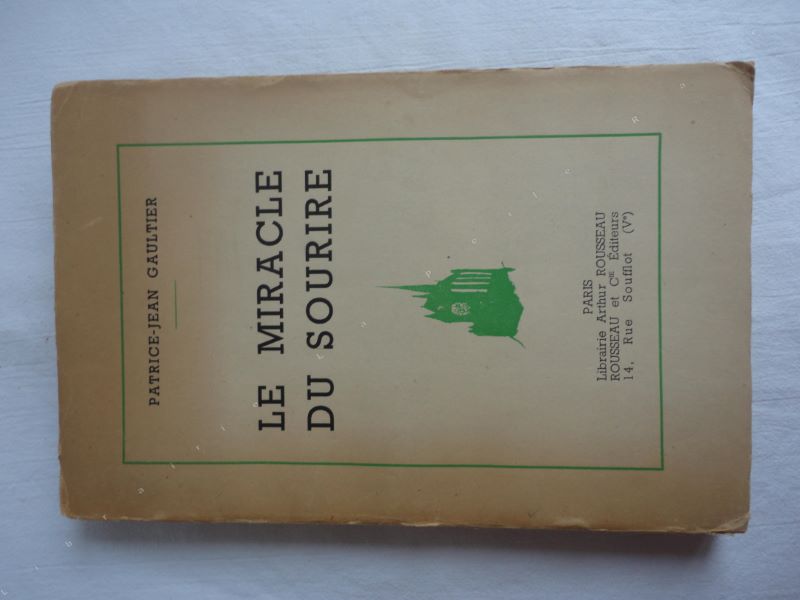 PATRICE-JEAN GAULTIER
LE MIRACLE
DU SOURIRE
PARIS
Librairie Arthur ROUSSEAU
ROUSSEAU et Cie Éditeurs
14, Rue Soufflot (Ve)